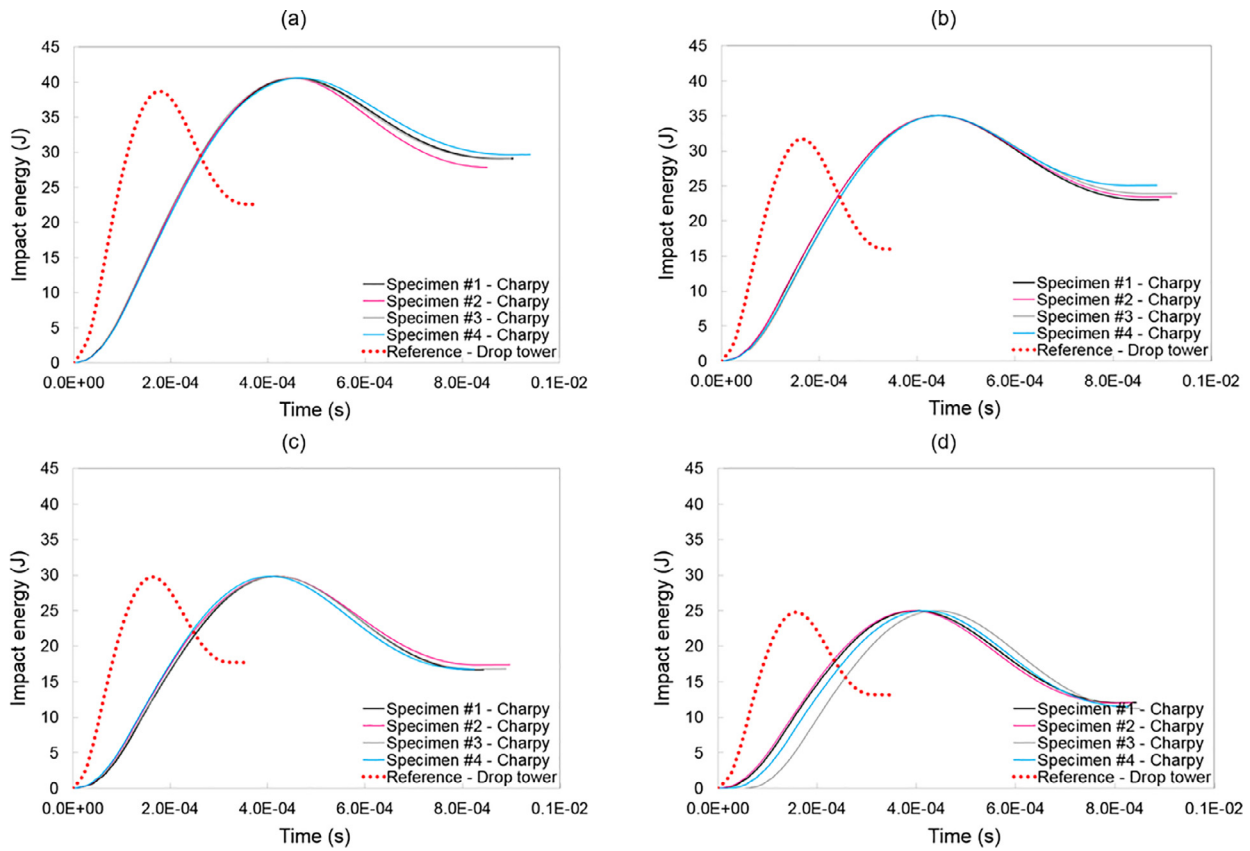 (a)
45
40
35
30
25
20
15
10
5
0
Impact energy (J)
Specimen #1 - Charpy
Specimen #2 - Charpy
Specimen #3 - Charpy
Specimen #4 - Charpy
Reference - Drop tower
0.0E+00 2.0E-04 4.0E-04 6.0E-04 8.0E-04 0.1E-02
Time (s)
(b)
45
40
35
30
25
20
15
10
5
0
Impact energy (J)
Specimen #1 - Charpy
Specimen #2 - Charpy
Specimen #3 - Charpy
Specimen #4 - Charpy
Reference - Drop tower
0.0E+00 2.0E-04 4.0E-04 6.0E-04 8.0E-04 0.1E-02
Time (s)
(c)
45
40
35
30
25
20
15
10
5
0
Impact energy (J)
Specimen #1 - Charpy
Specimen #2 - Charpy
Specimen #3 - Charpy
Specimen #4 - Charpy
Reference - Drop tower
0.0E+00 2.0E-04 4.0E-04 6.0E-04 8.0E-04 0.1E-02
Time (s)
(d)
45
40
35
30
25
20
15
10
5
0
Impact energy (J)
Specimen #1 - Charpy
Specimen #2 - Charpy
Specimen #3 - Charpy
Specimen #4 - Charpy
Reference - Drop tower
0.0E+00 2.0E-04 4.0E-04 6.0E-04 8.0E-04 0.1E-02
Time (s)